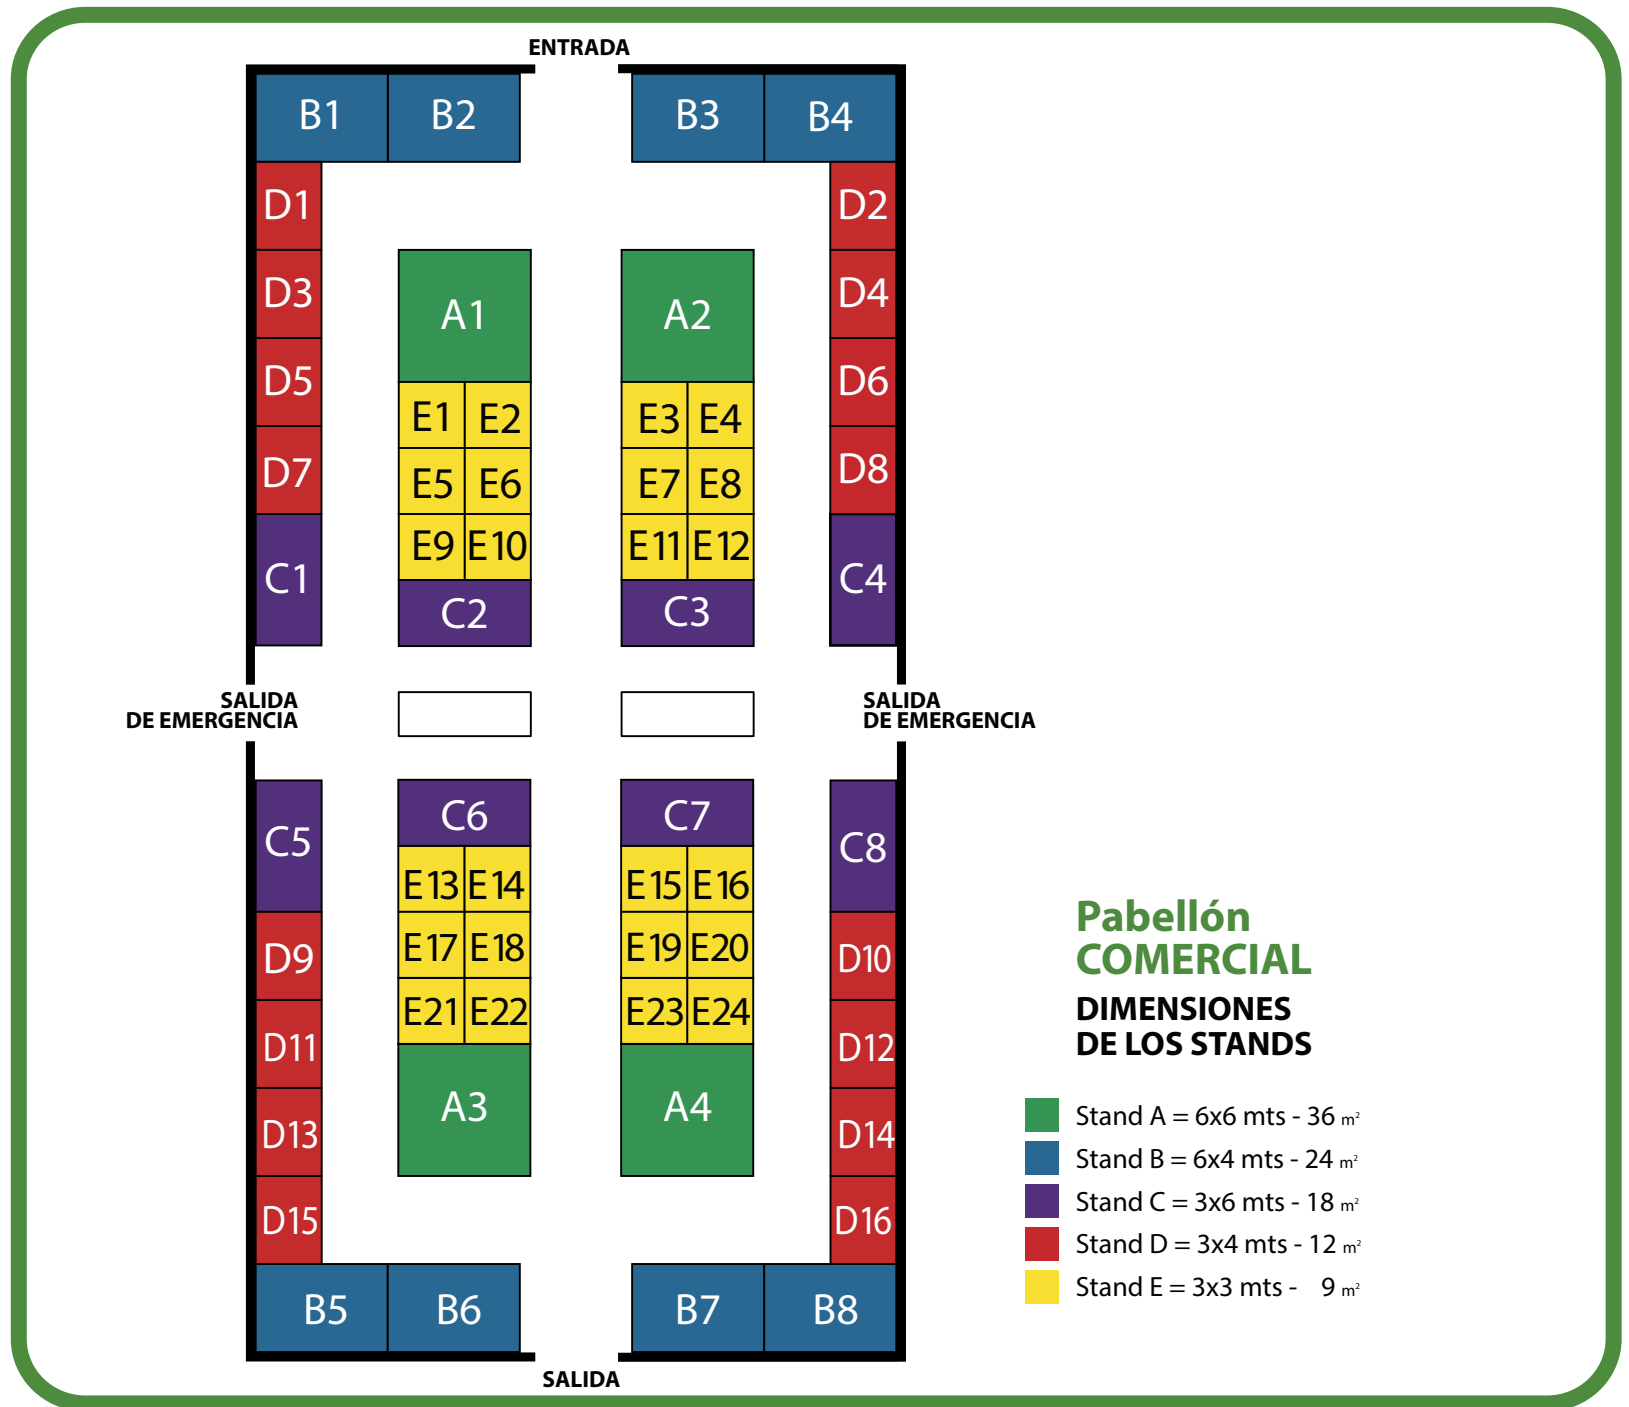 ENTRADA
B1 B2 B3 B4
D1 D2
D3 A1 A2 D4
D5 D6
E1 E2 E3 E4
D7 E5 E6 E7 E8 D8
E9 E10 E11 E12
C1 C2 C3 C4
SALIDA
DE EMERGENCIA
SALIDA
DE EMERGENCIA
C5 C6 C7 C8
E13 E14 E15 E16
D9 E17 E18 E19 E20 D10
E21 E22 E23 E24
D11 D12
D13 A3 A4 D14
D15 D16
B5 B6 B7 B8
SALIDA
Pabellón
COMERCIAL
DIMENSIONES
DE LOS STANDS
Stand A = 6x6 mts - 36 m²
Stand B = 6x4 mts - 24 m²
Stand C = 3x6 mts - 18 m²
Stand D = 3x4 mts - 12 m²
Stand E = 3x3 mts - 9 m²